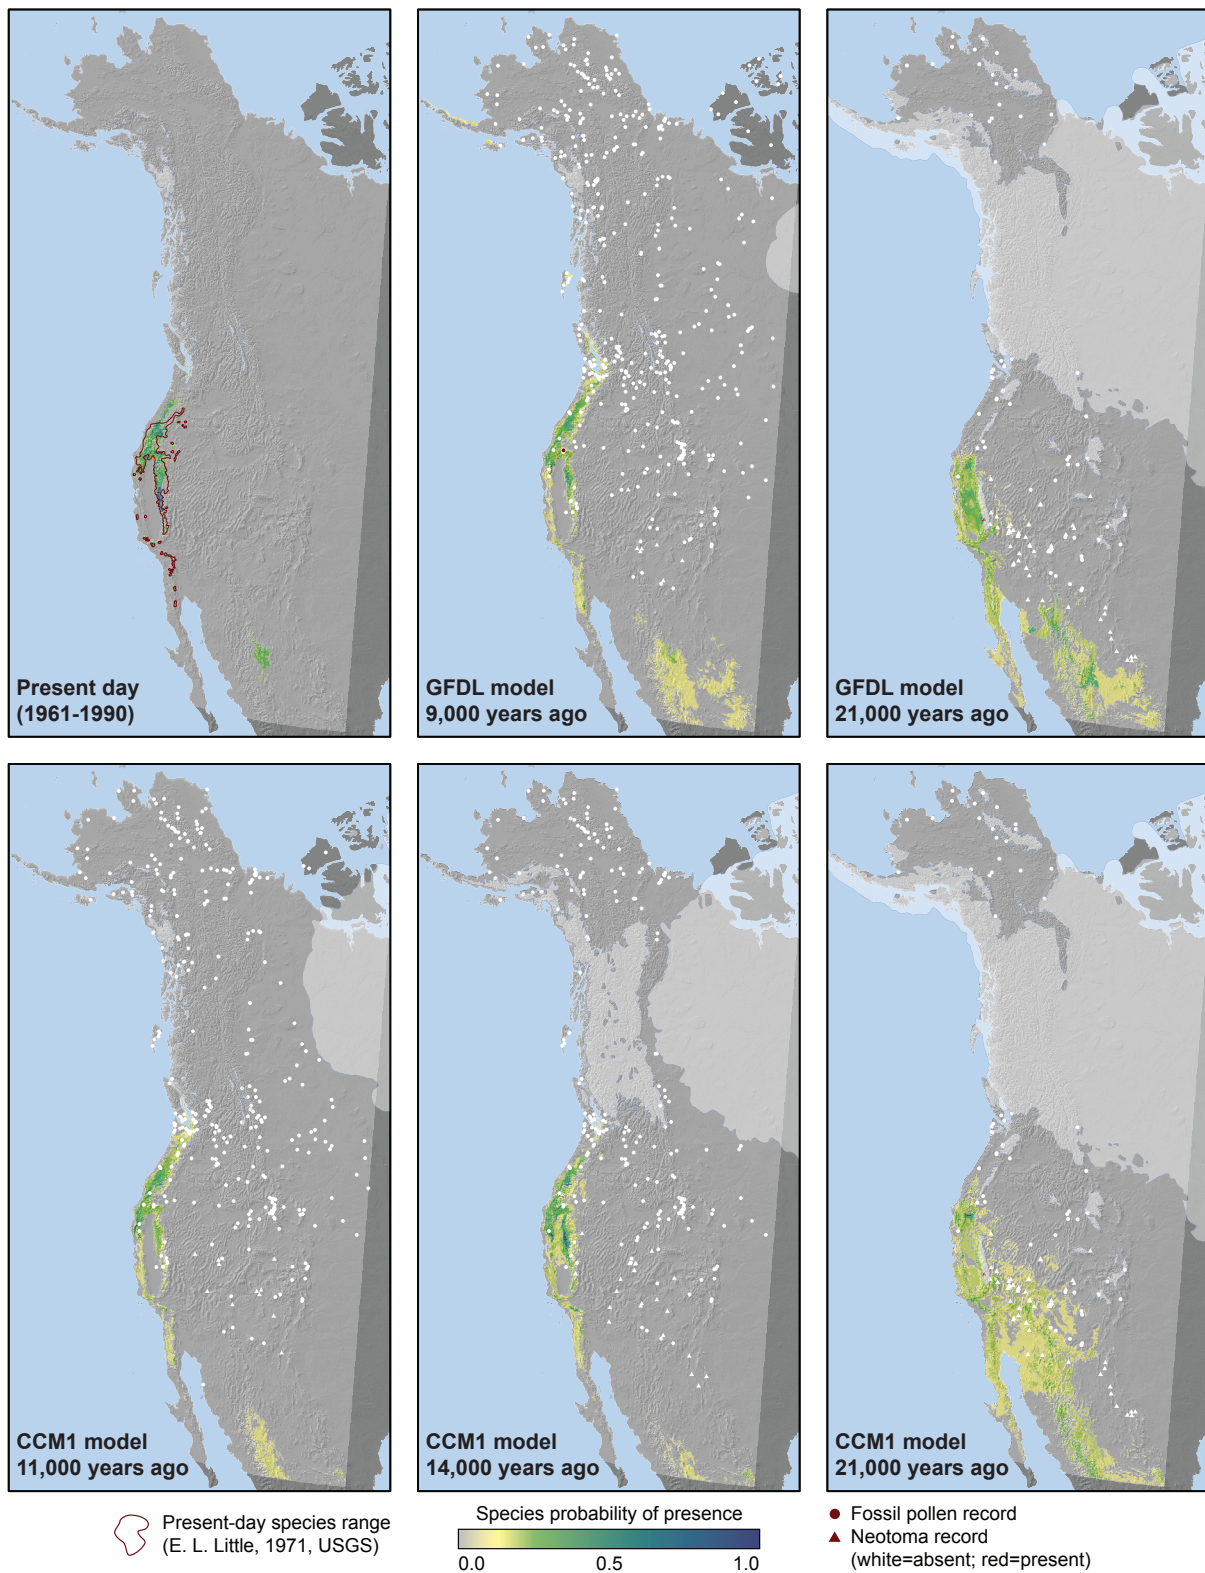 Present day
(1961-1990)
GFDL model
9,000 years ago
GFDL model
21,000 years ago
CCM1 model
11,000 years ago
CCM1 model
14,000 years ago
CCM1 model
21,000 years ago
Present-day species range
(E. L. Little, 1971, USGS)
Species probability of presence
0.0
0.5
1.0
Fossil pollen record
Neotoma record
(white=absent; red=present)